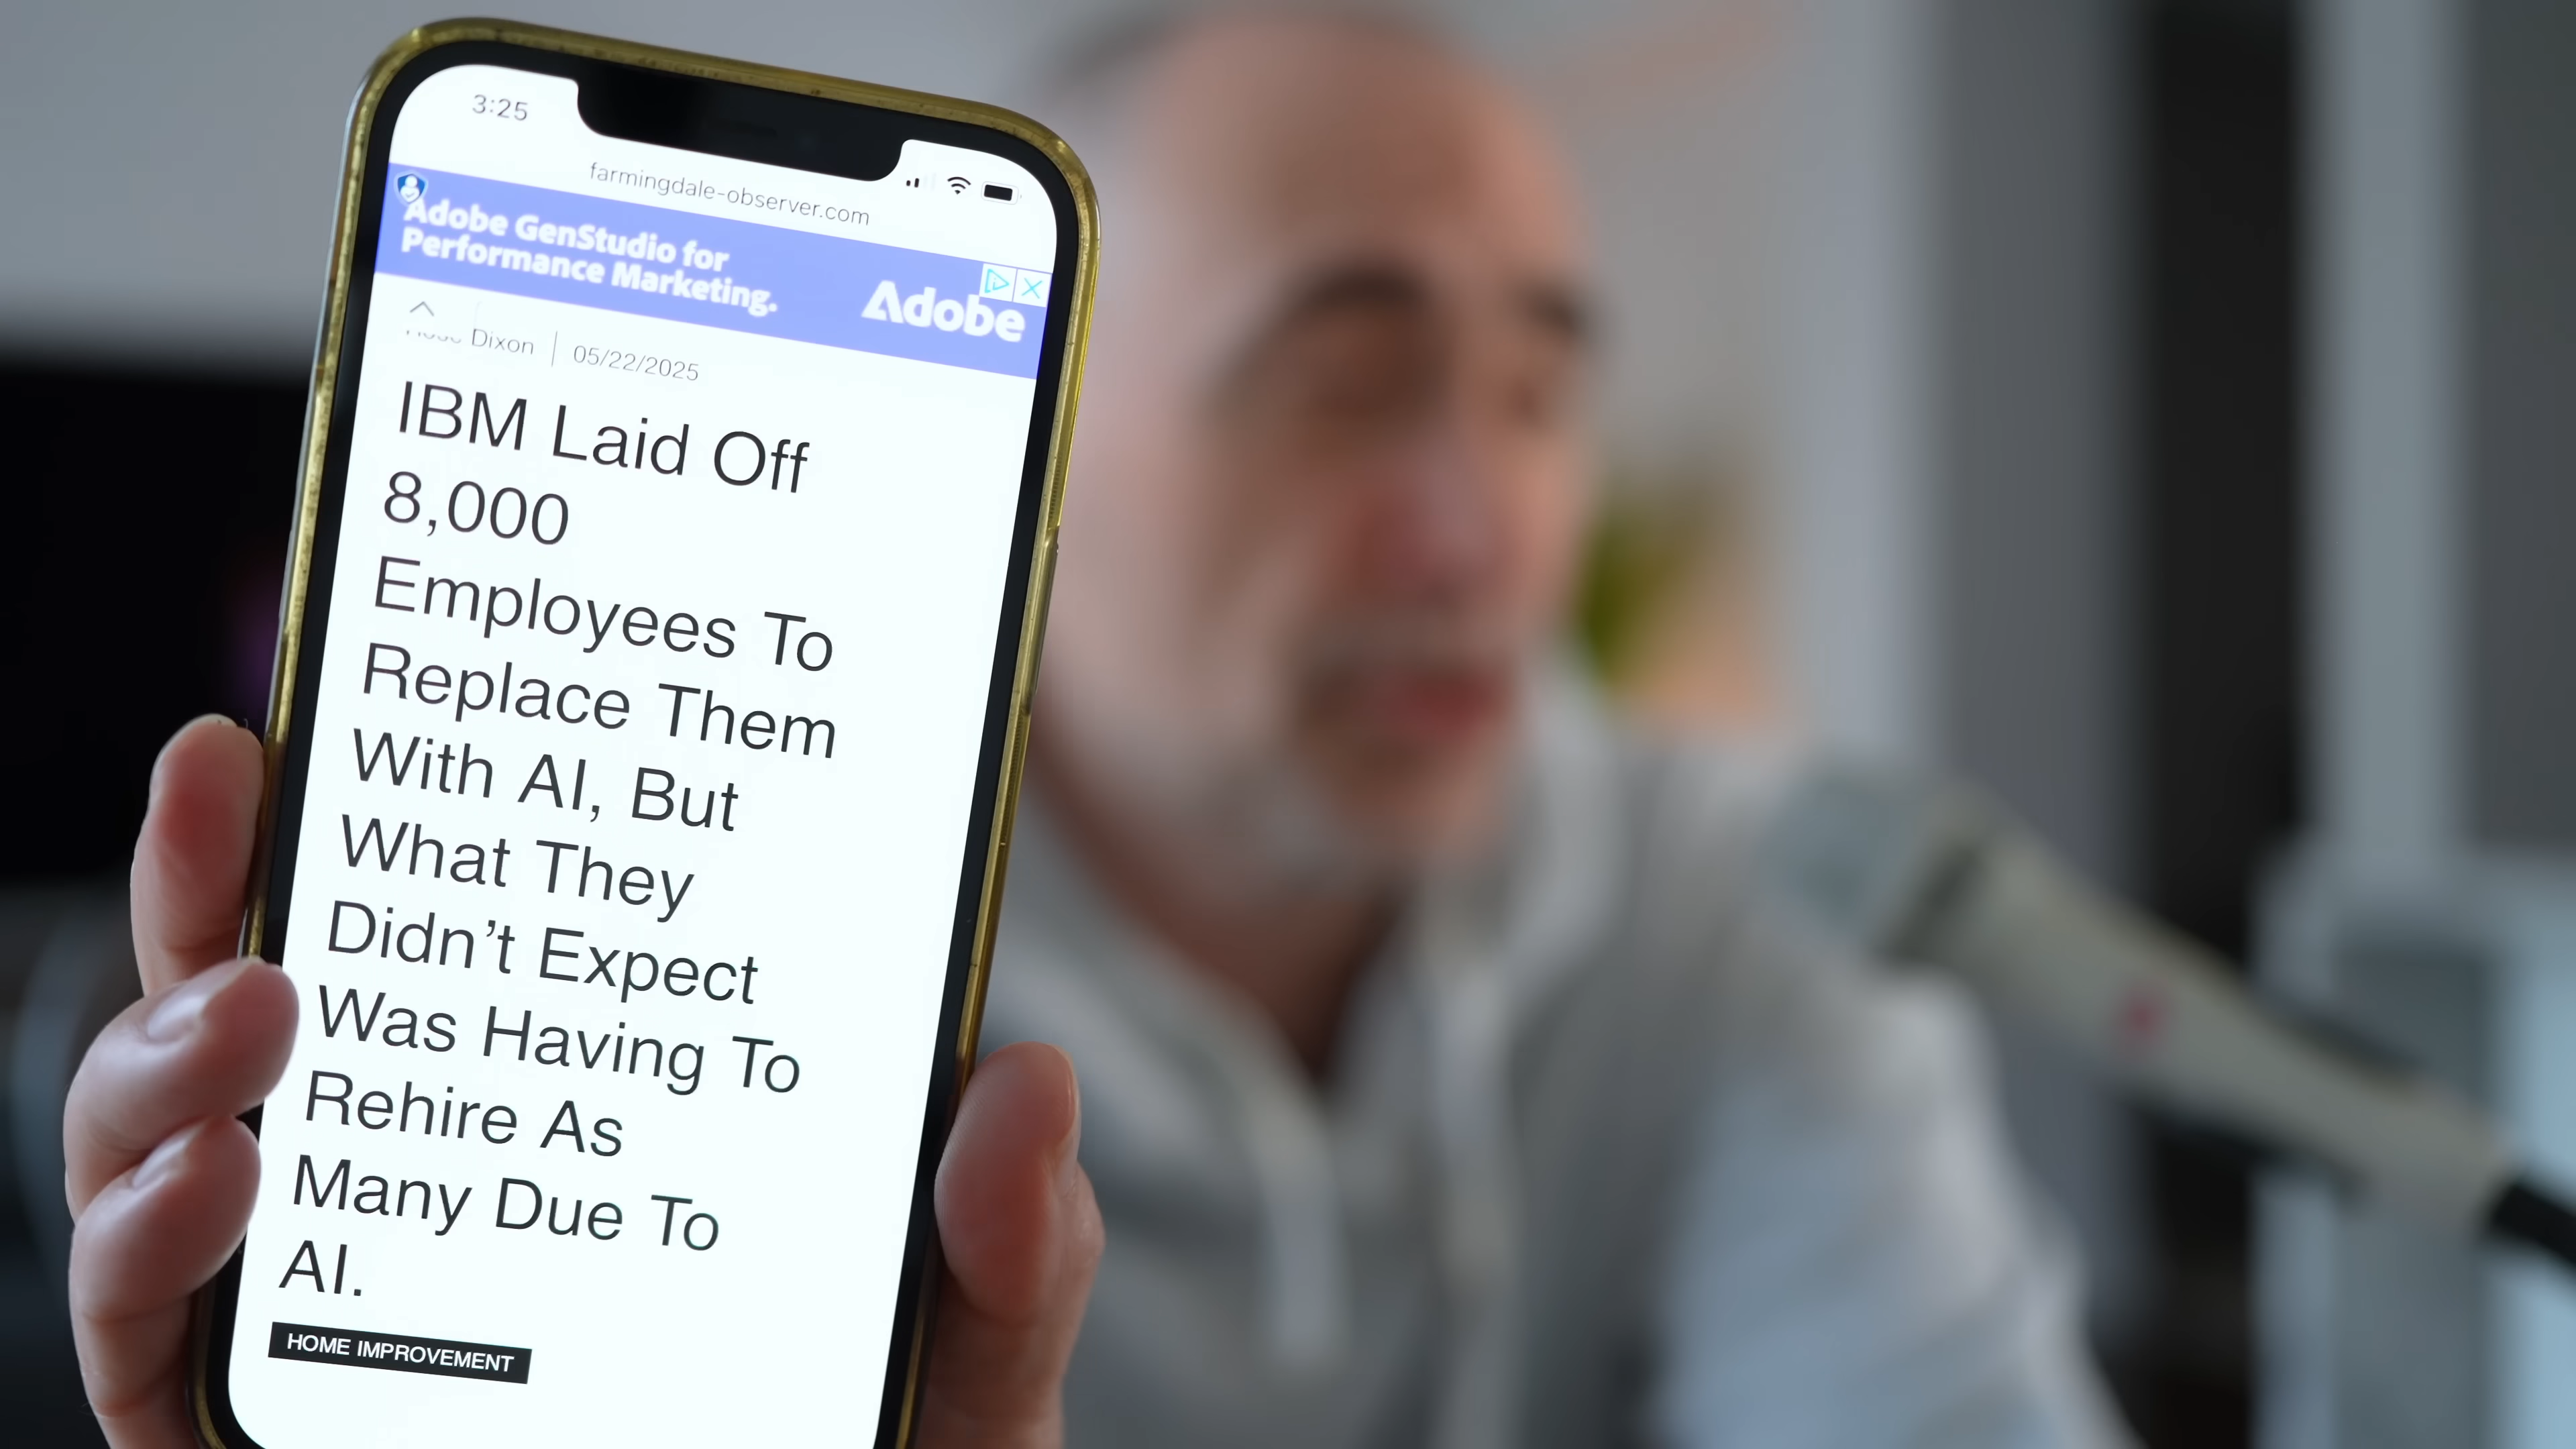 3:25
farmingdale-observer.com
Adobe GenStudio for
Performance Marketing.
Adobe
Dixon | 05/22/2025
IBM Laid Off
8,000
Employees To
Replace Them
With AI, But
What They
Didn’t Expect
Was Having To
Rehire As
Many Due To
AI.
HOME IMPROVEMENT